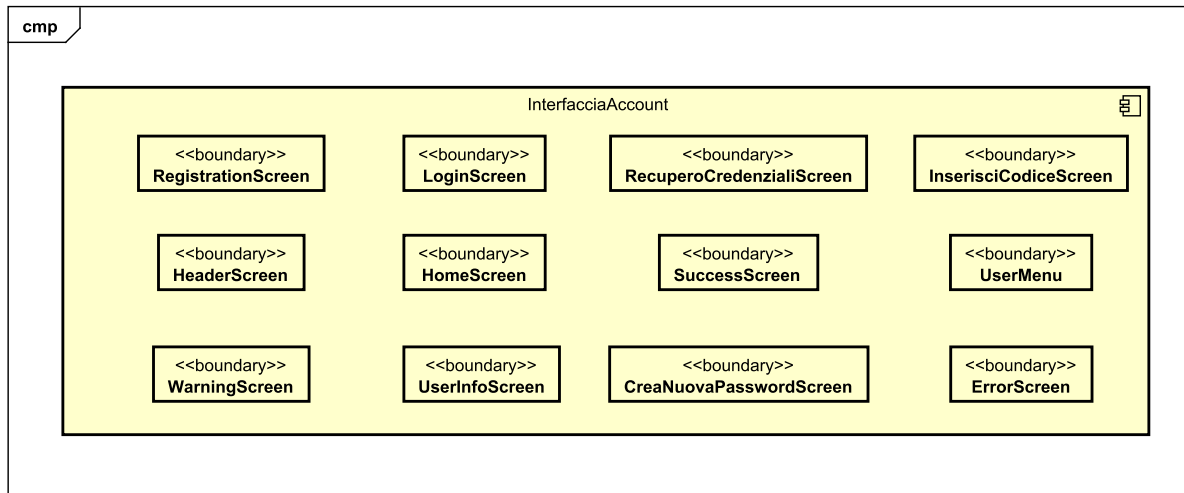 cmp
InterfacciaAccount
<<boundary>>
RegistrationScreen
<<boundary>>
LoginScreen
<<boundary>>
RecuperoCredenzialiScreen
<<boundary>>
InserisciCodiceScreen
<<boundary>>
HeaderScreen
<<boundary>>
HomeScreen
<<boundary>>
SuccessScreen
<<boundary>>
UserMenu
<<boundary>>
WarningScreen
<<boundary>>
UserInfoScreen
<<boundary>>
CreaNuovaPasswordScreen
<<boundary>>
ErrorScreen